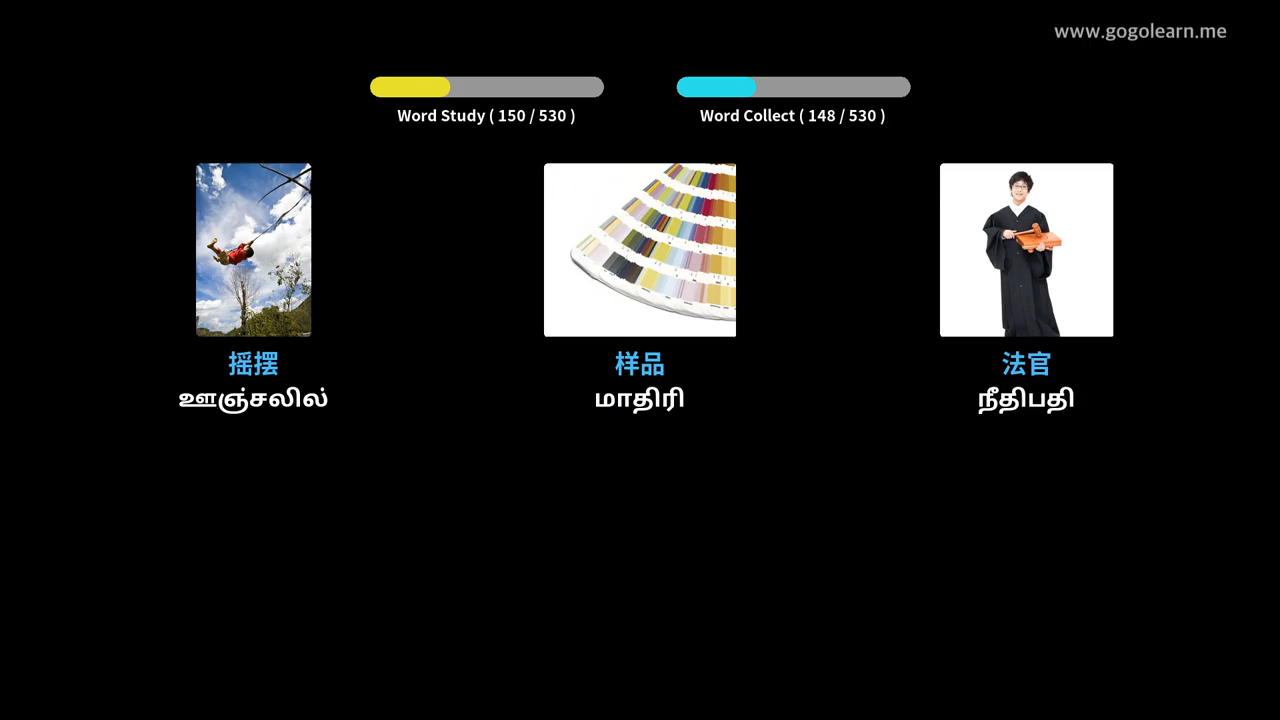 www.gogolearn.me
Word Study ( 150 / 530 )
Word Collect ( 148 / 530 )
摇摆
ஊஞ்சலில்
样品
மாதிரி
法官
நீதிபதி